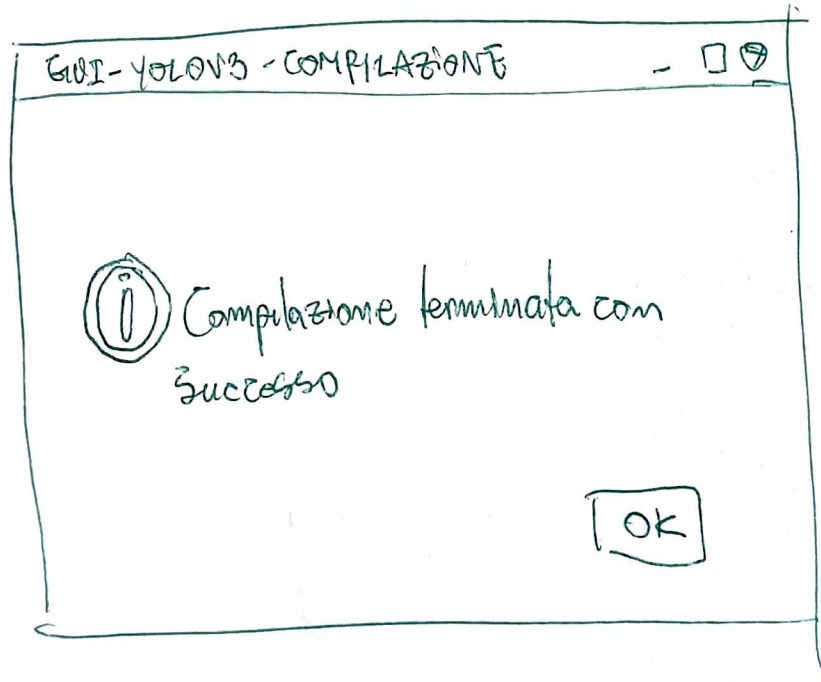 GUI-YOLOV3-COMPILAZIONE
i Compilazione terminata con
successo
OK